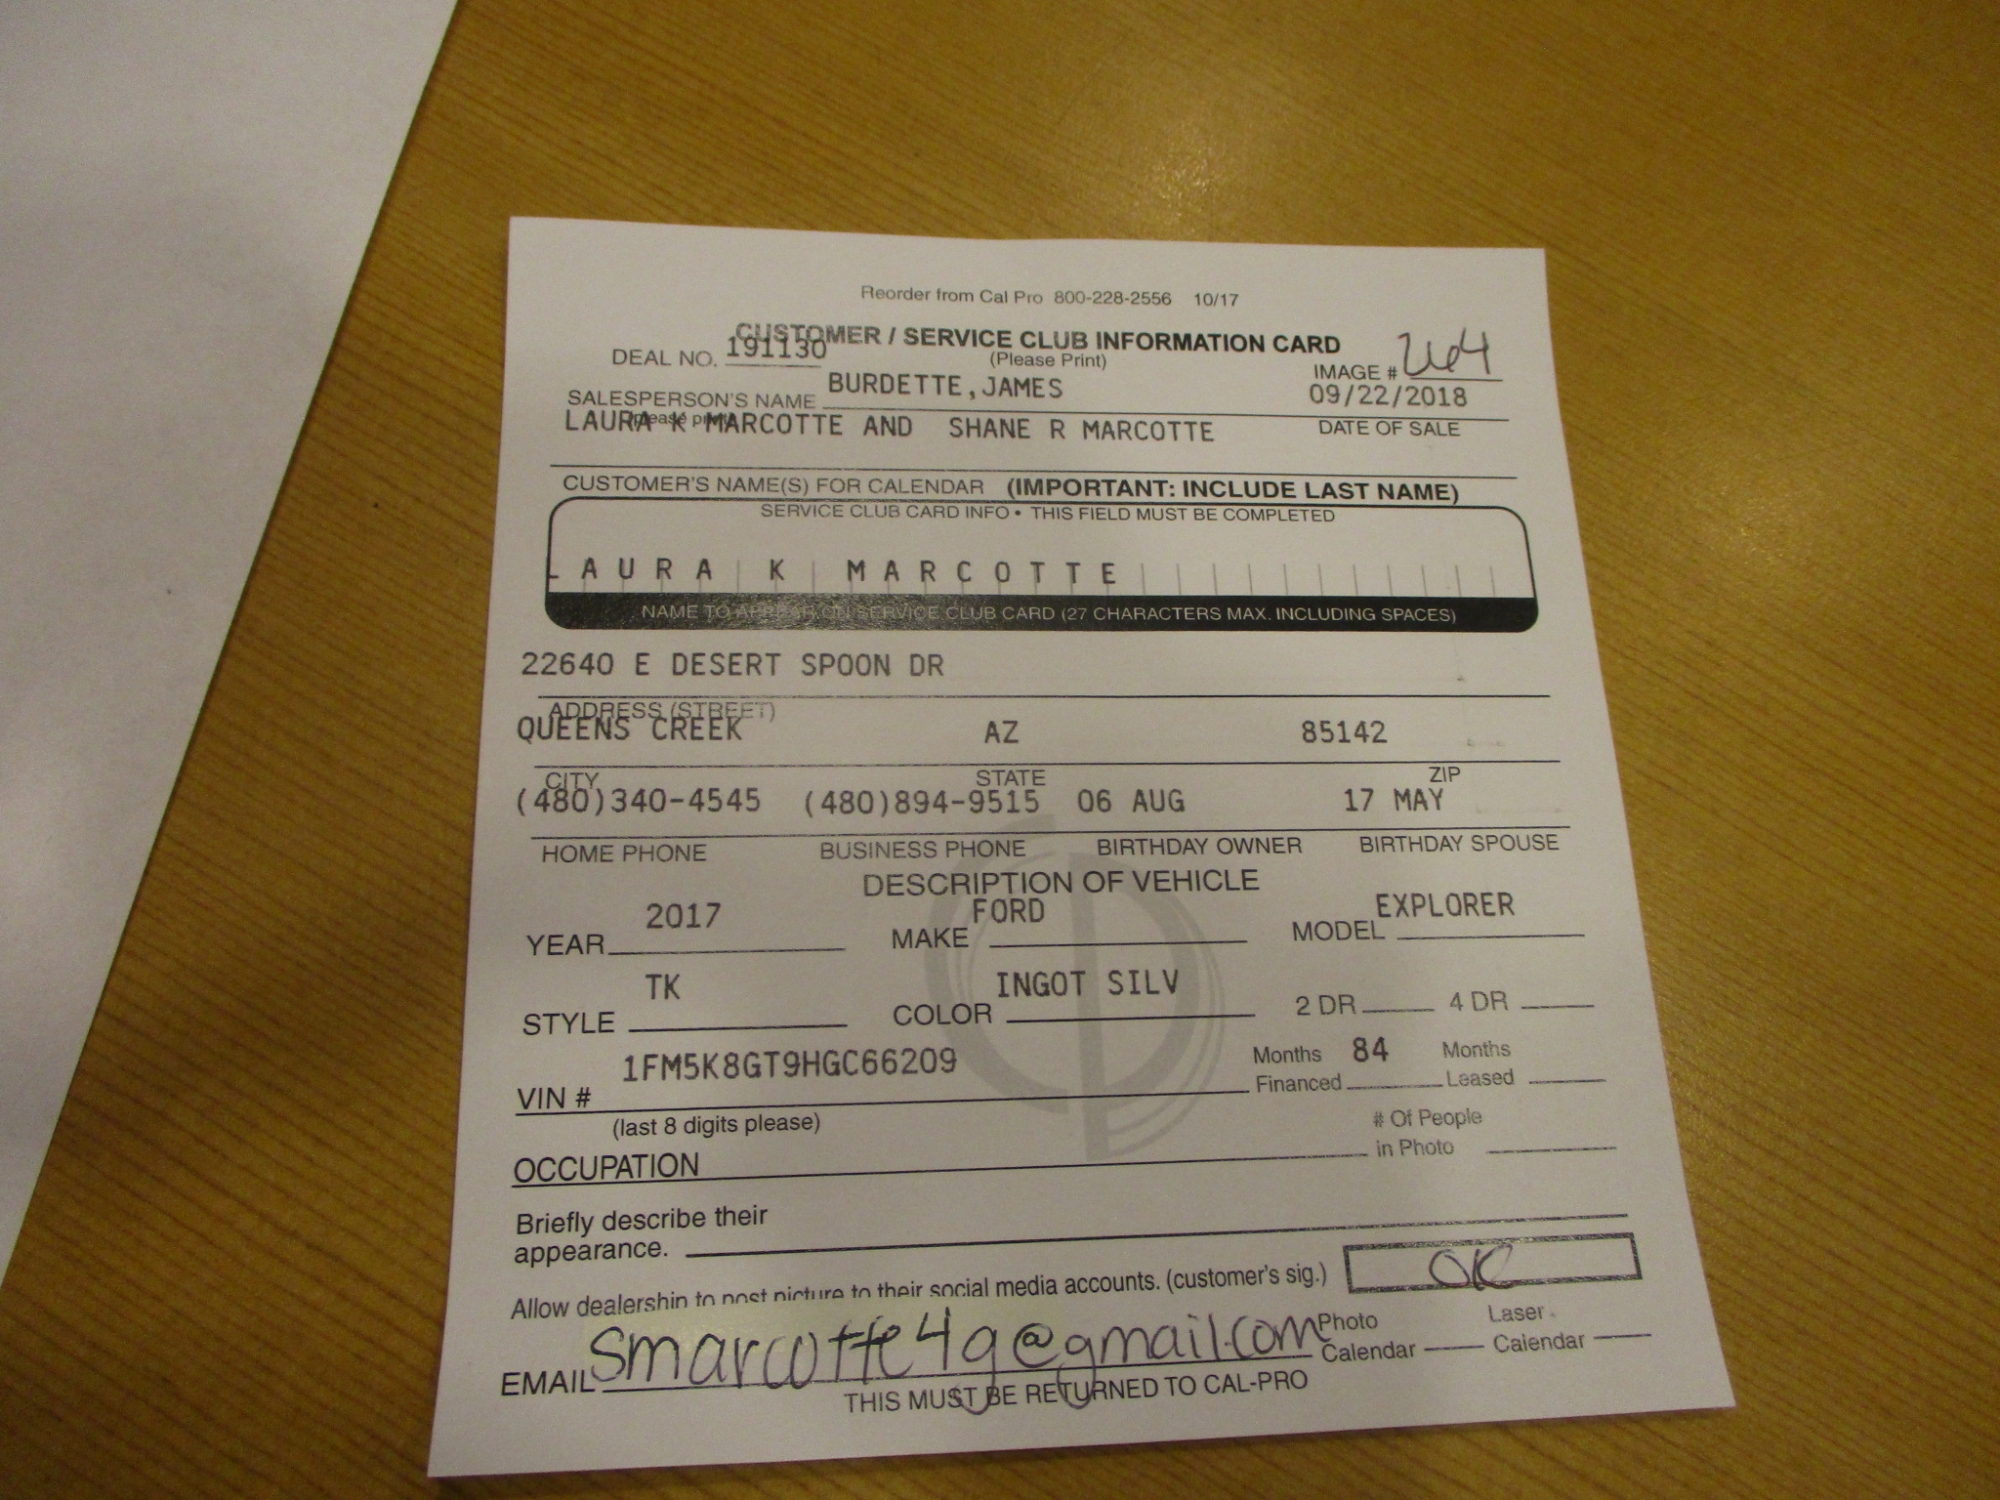 Reorder from Cal Pro 800-228-2556 10/17
CUSTOMER / SERVICE CLUB INFORMATION CARD
DEAL NO. 191130 (Please Print) IMAGE # 264
SALESPERSON'S NAME BURDETTE,JAMES 09/22/2018
(please print) DATE OF SALE
LAURA K MARCOTTE AND SHANE R MARCOTTE
CUSTOMER'S NAME(S) FOR CALENDAR (IMPORTANT: INCLUDE LAST NAME)
SERVICE CLUB CARD INFO • THIS FIELD MUST BE COMPLETED
LAURA K MARCOTTE
NAME TO APPEAR ON SERVICE CLUB CARD (27 CHARACTERS MAX. INCLUDING SPACES)
22640 E DESERT SPOON DR
ADDRESS (STREET)
QUEENS CREEK AZ 85142
CITY STATE ZIP
(480)340-4545 (480)894-9515 06 AUG 17 MAY
HOME PHONE BUSINESS PHONE BIRTHDAY OWNER BIRTHDAY SPOUSE
DESCRIPTION OF VEHICLE
YEAR 2017 MAKE FORD MODEL EXPLORER
STYLE TK COLOR INGOT SILV 2 DR 4 DR
VIN # 1FM5K8GT9HGC66209 Months Financed 84 Months Leased
(last 8 digits please) # Of People
OCCUPATION in Photo
Briefly describe their
appearance.
Allow dealership to post picture to their social media accounts. (customer's sig.) OK
EMAIL smarcotte4g@gmail.com Photo Calendar Laser Calendar
THIS MUST BE RETURNED TO CAL-PRO